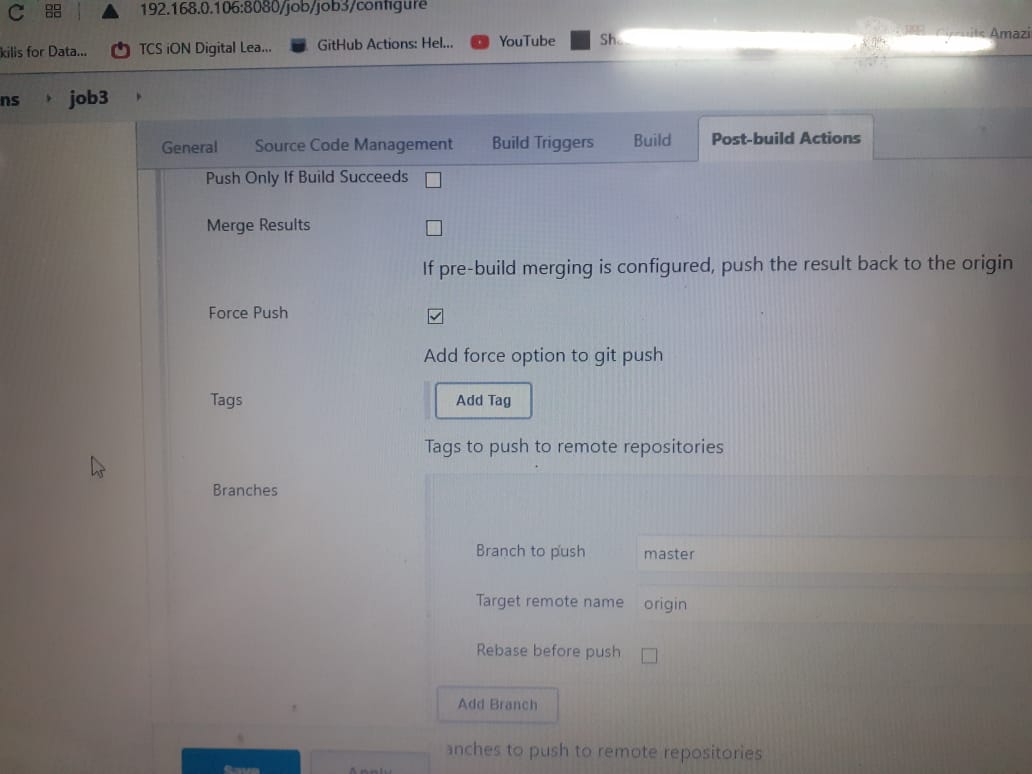 192.168.0.106:8080/job/job3/configure
kilis for Data... TCS iON Digital Lea... GitHub Actions: Hel... YouTube Sh Circuits Amazi
ns job3
General Source Code Management Build Triggers Build Post-build Actions
Push Only If Build Succeeds
Merge Results
If pre-build merging is configured, push the result back to the origin
Force Push
Add force option to git push
Tags Add Tag
Tags to push to remote repositories
Branches
Branch to push master
Target remote name origin
Rebase before push
Add Branch
anches to push to remote repositories
Save Apply